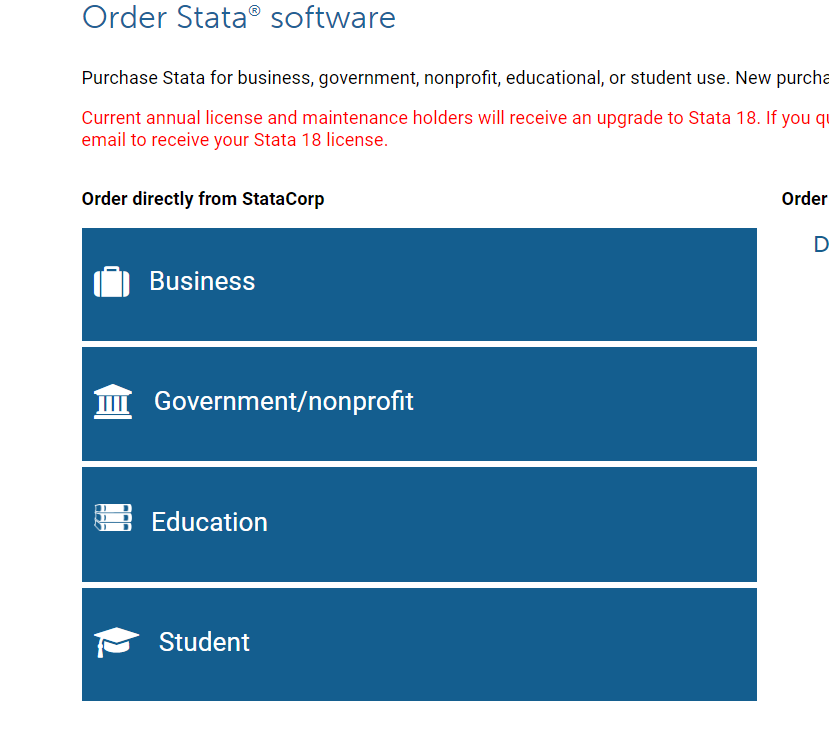 Order Stata® software
Purchase Stata for business, government, nonprofit, educational, or student use. New purcha
Current annual license and maintenance holders will receive an upgrade to Stata 18. If you qu
email to receive your Stata 18 license.
Order directly from StataCorp
Order
D
Business
Government/nonprofit
Education
Student